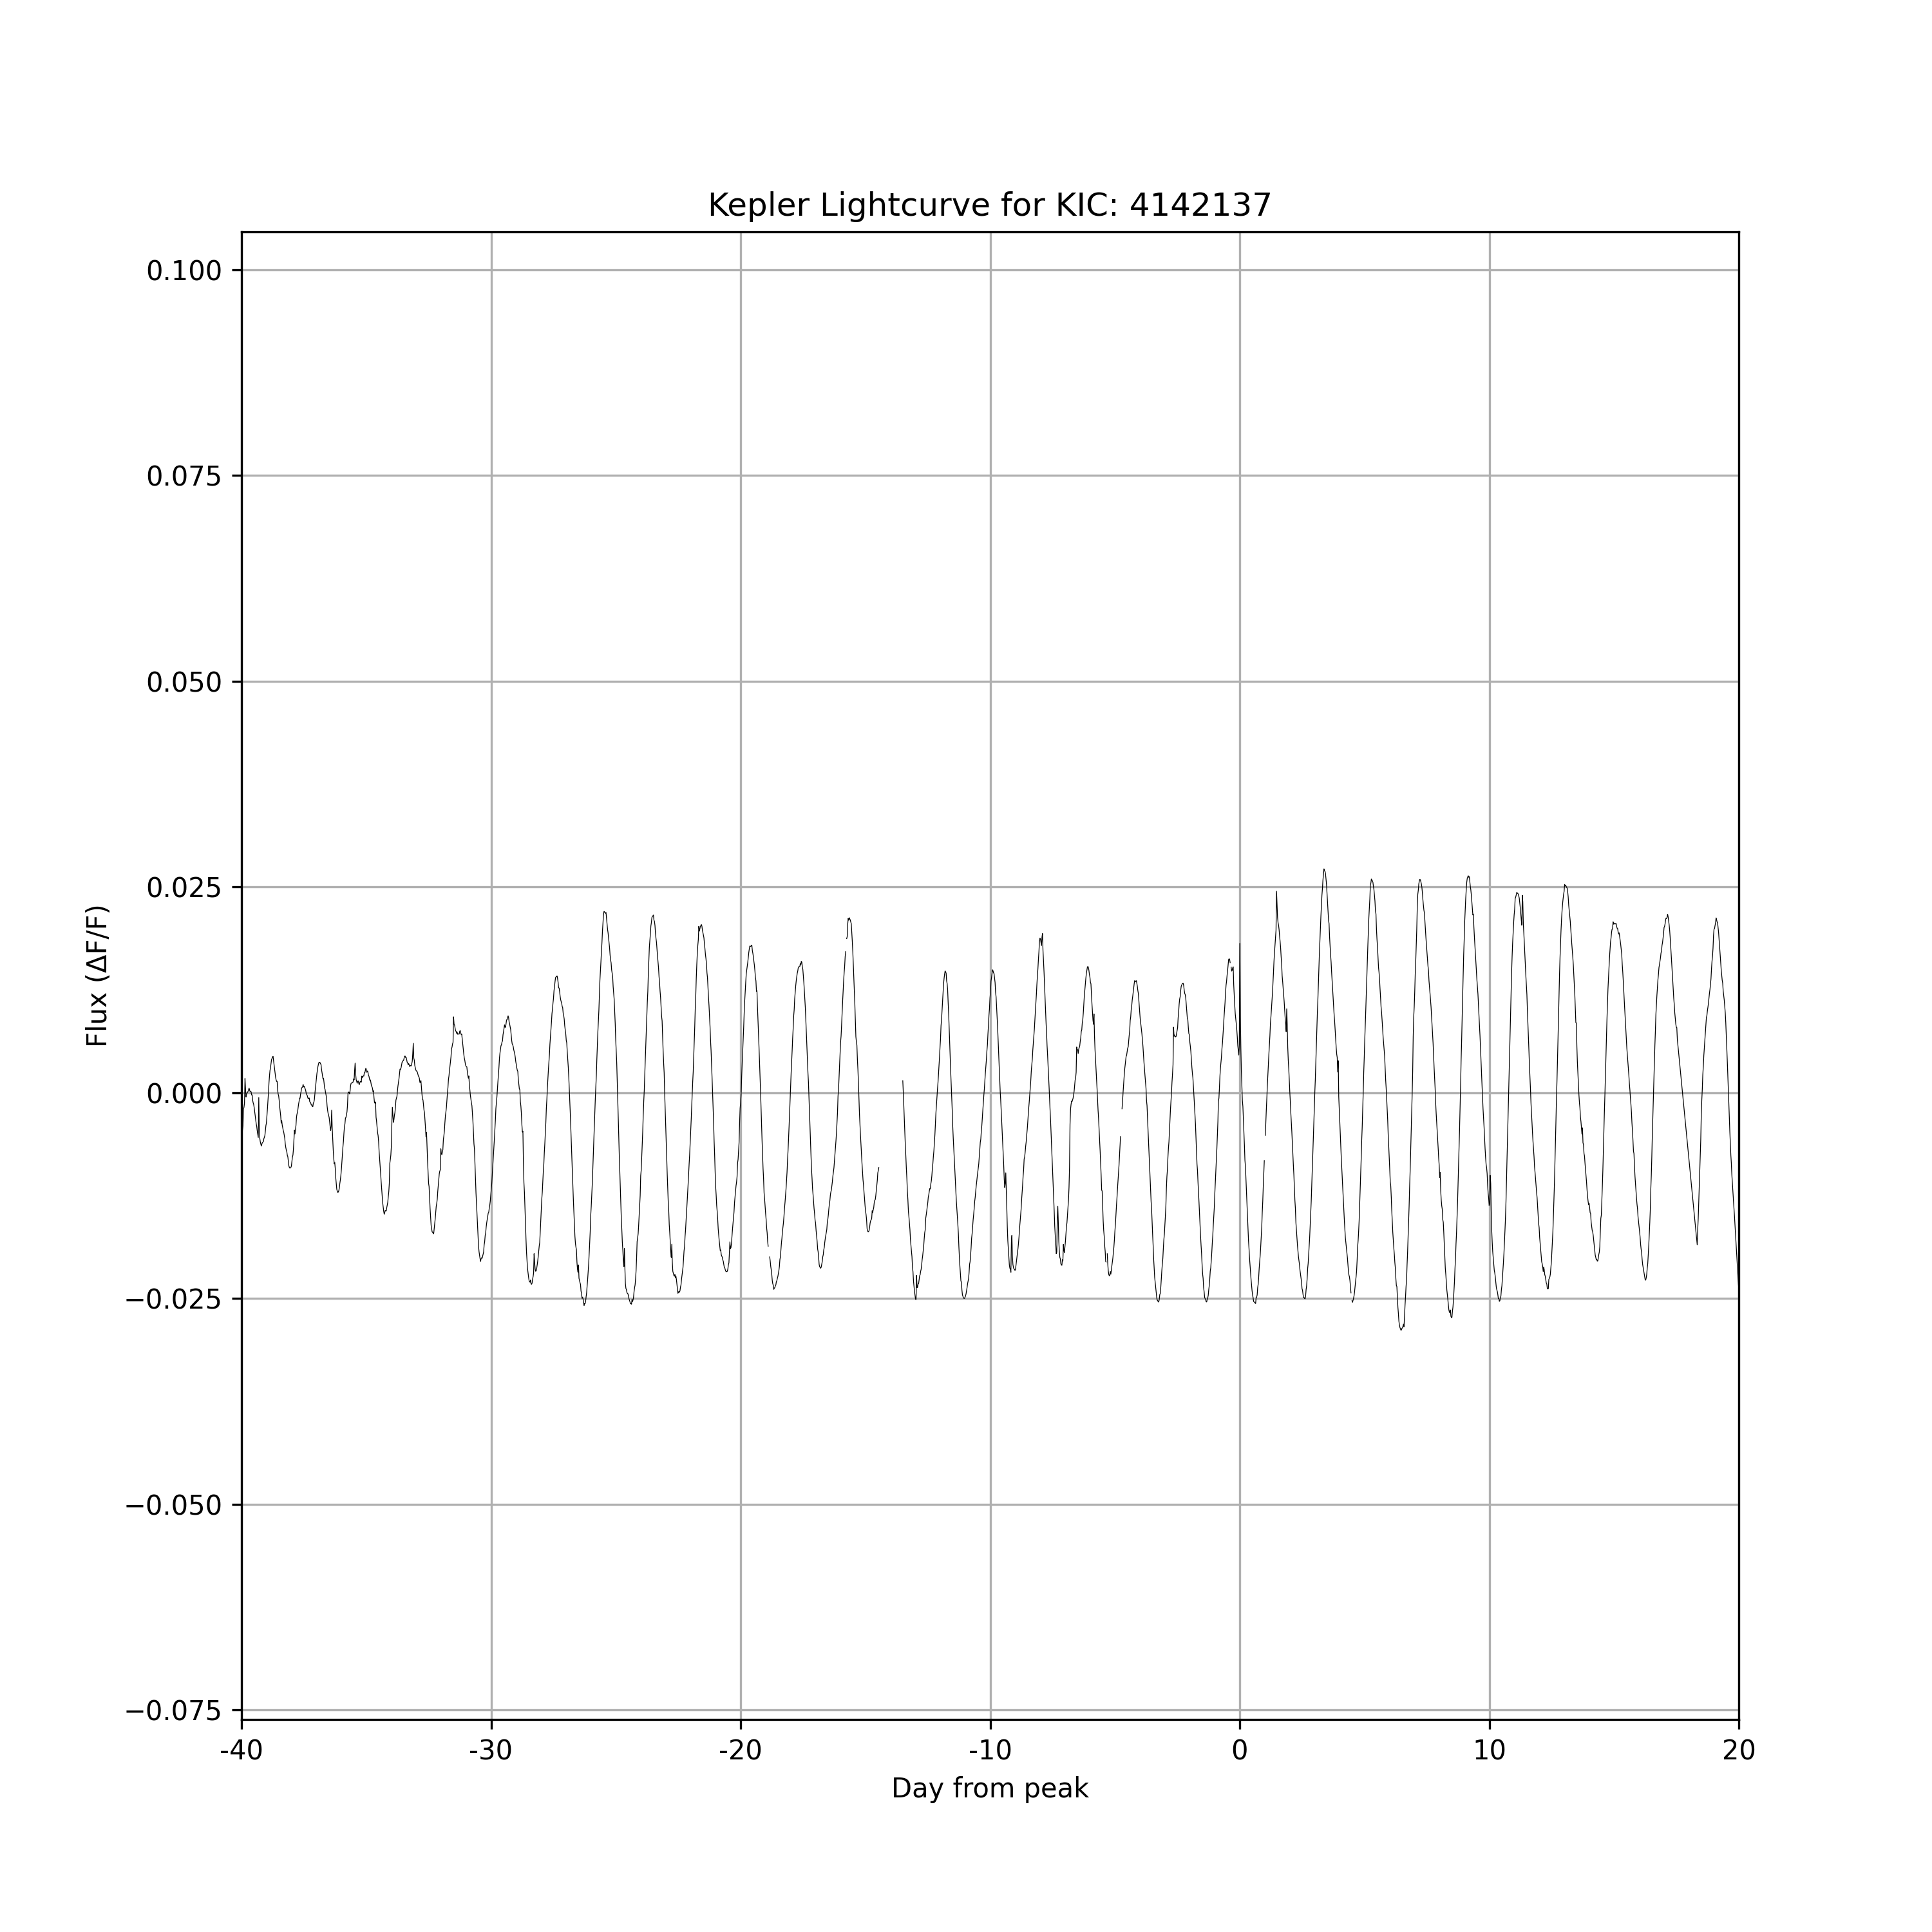 Kepler Lightcurve for KIC: 4142137
0.100
0.075
0.050
0.025
0.000
−0.025
−0.050
−0.075
Flux (ΔF/F)
-40 -30 -20 -10 0 10 20
Day from peak